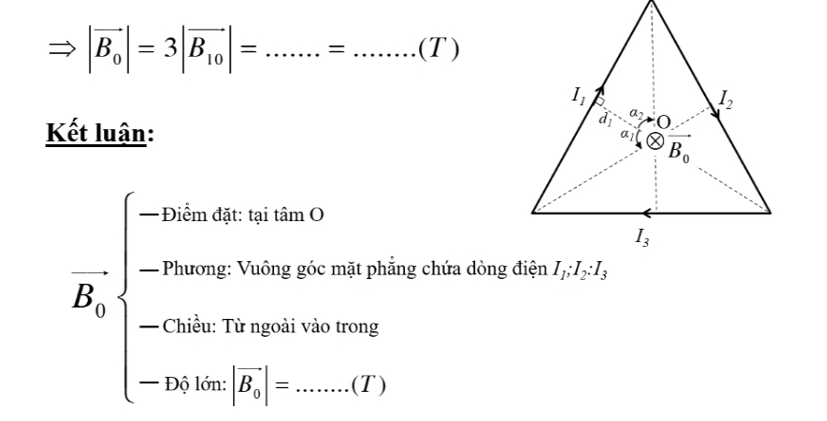 ⇒ |B₀| = 3|B₁₀| = ....... = ........(T)
I₁
I₂
α₂
O
d₁
α₁
B₀
I₃
Kết luận:
— Điểm đặt: tại tâm O
— Phương: Vuông góc mặt phẳng chứa dòng điện I₁;I₂:I₃
B₀
— Chiều: Từ ngoài vào trong
— Độ lớn: |B₀| = ........(T)